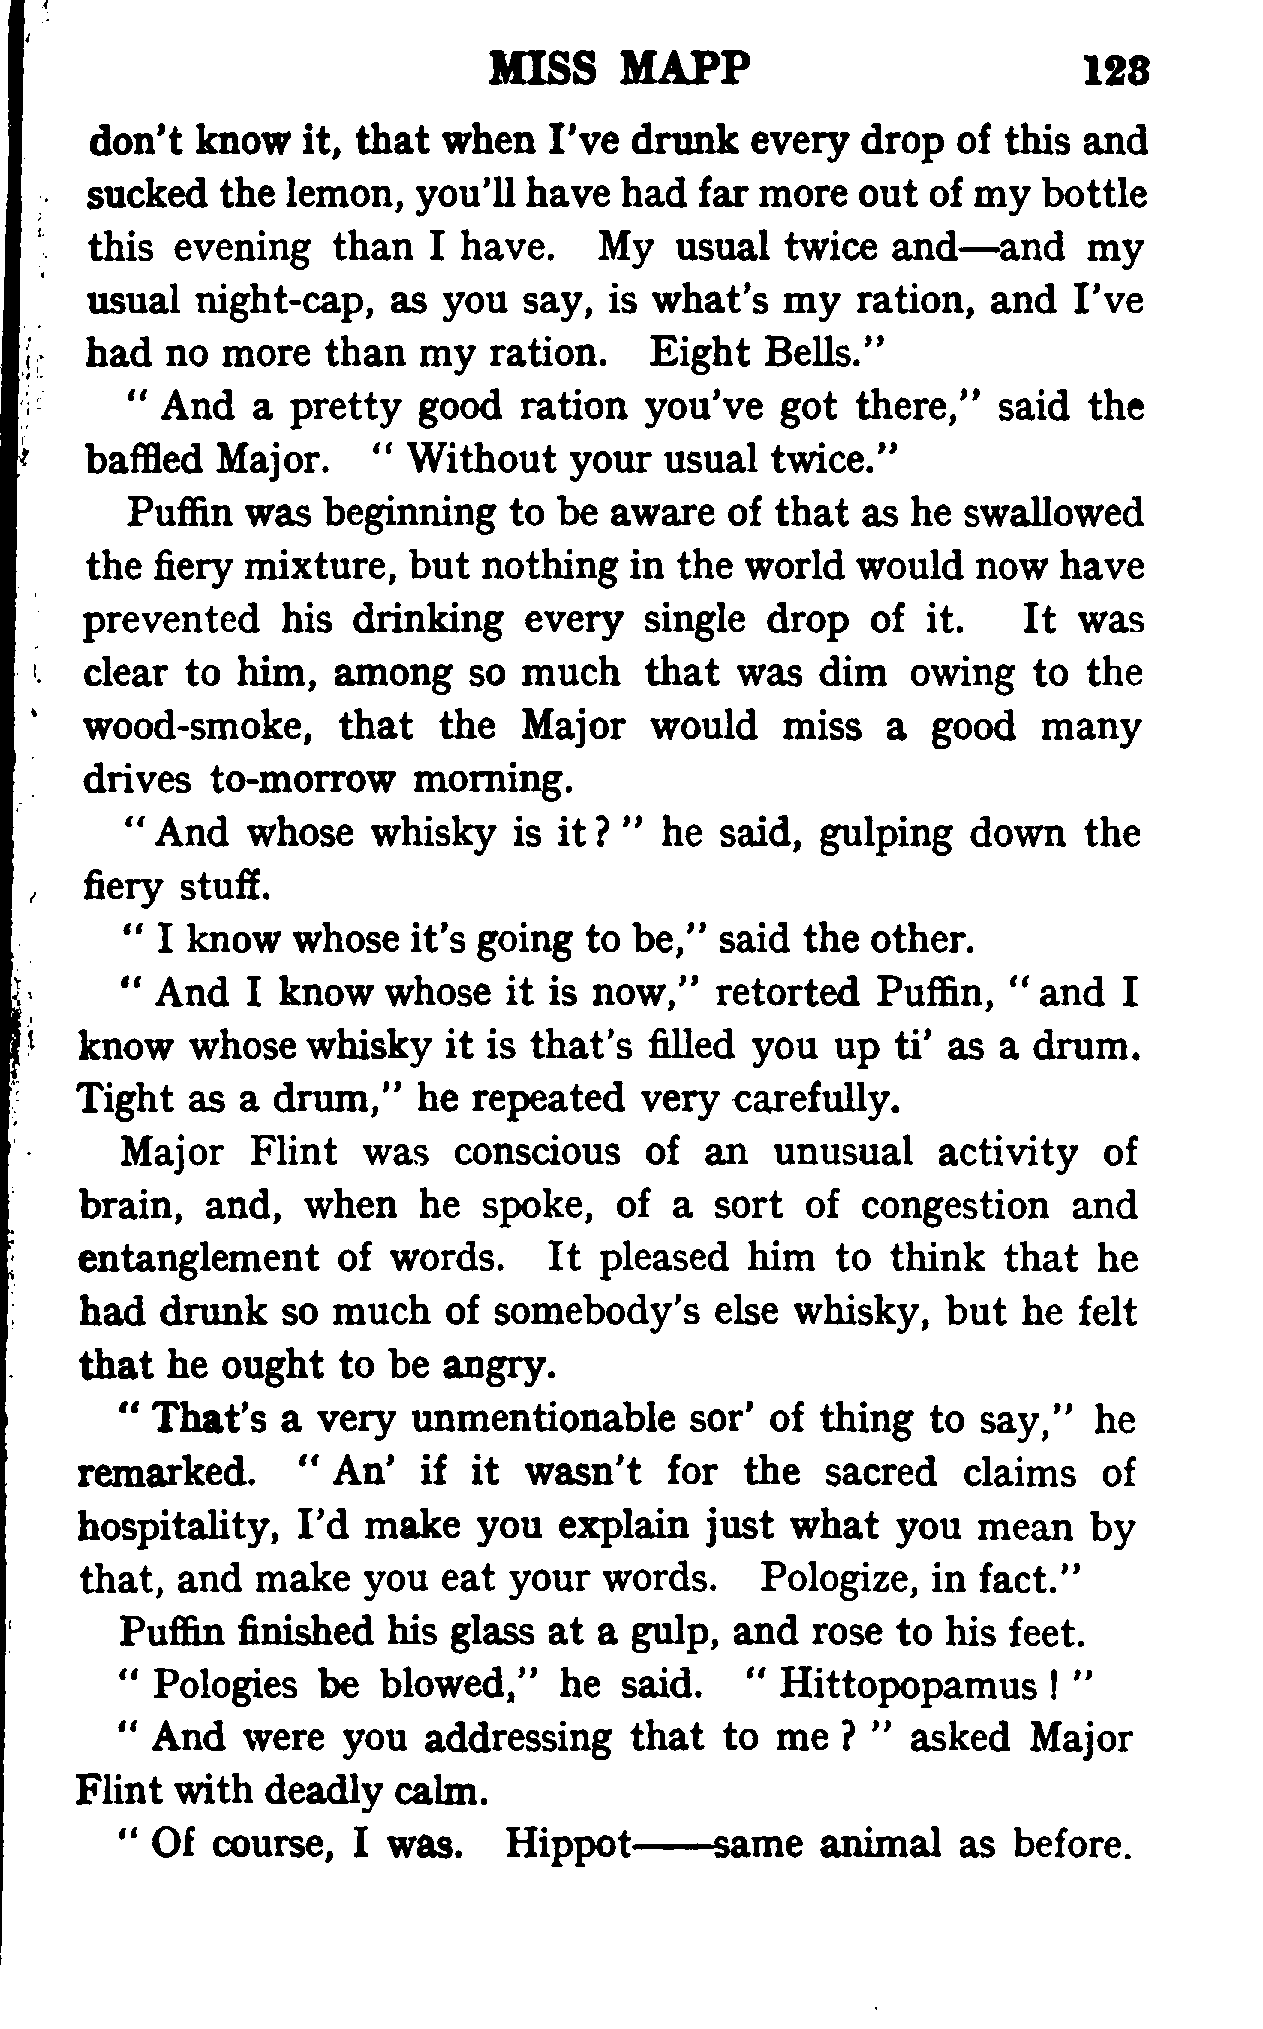 MISS MAPP 123
don't know it, that when I've drunk every drop of this and
sucked the lemon, you'll have had far more out of my bottle
this evening than I have. My usual twice and—and my
usual night-cap, as you say, is what's my ration, and I've
had no more than my ration. Eight Bells."
" And a pretty good ration you've got there," said the
baffled Major. " Without your usual twice."
Puffin was beginning to be aware of that as he swallowed
the fiery mixture, but nothing in the world would now have
prevented his drinking every single drop of it. It was
clear to him, among so much that was dim owing to the
wood-smoke, that the Major would miss a good many
drives to-morrow morning.
" And whose whisky is it ? " he said, gulping down the
fiery stuff.
" I know whose it's going to be," said the other.
" And I know whose it is now," retorted Puffin, " and I
know whose whisky it is that's filled you up ti' as a drum.
Tight as a drum," he repeated very carefully.
Major Flint was conscious of an unusual activity of
brain, and, when he spoke, of a sort of congestion and
entanglement of words. It pleased him to think that he
had drunk so much of somebody's else whisky, but he felt
that he ought to be angry.
" That's a very unmentionable sor' of thing to say," he
remarked. " An' if it wasn't for the sacred claims of
hospitality, I'd make you explain just what you mean by
that, and make you eat your words. Pologize, in fact."
Puffin finished his glass at a gulp, and rose to his feet.
" Pologies be blowed," he said. " Hittopopamus ! "
" And were you addressing that to me ? " asked Major
Flint with deadly calm.
" Of course, I was. Hippot——same animal as before.